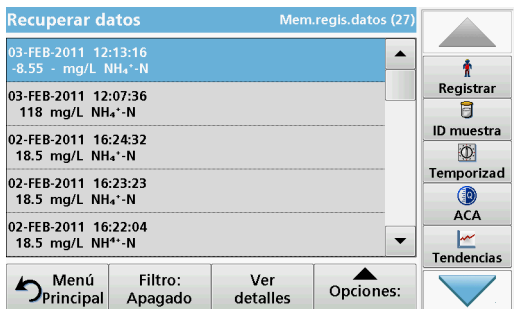 Recuperar datos Mem.regis.datos (27)
03-FEB-2011 12:13:16
-8.55 - mg/L NH₄⁺-N
03-FEB-2011 12:07:36
118 mg/L NH₄⁺-N
02-FEB-2011 16:24:32
18.5 mg/L NH₄⁺-N
02-FEB-2011 16:23:23
18.5 mg/L NH₄⁺-N
02-FEB-2011 16:22:04
18.5 mg/L NH⁴⁺-N
Registrar
ID muestra
Temporizad
ACA
Tendencias
Menú
Principal
Filtro:
Apagado
Ver
detalles
Opciones: